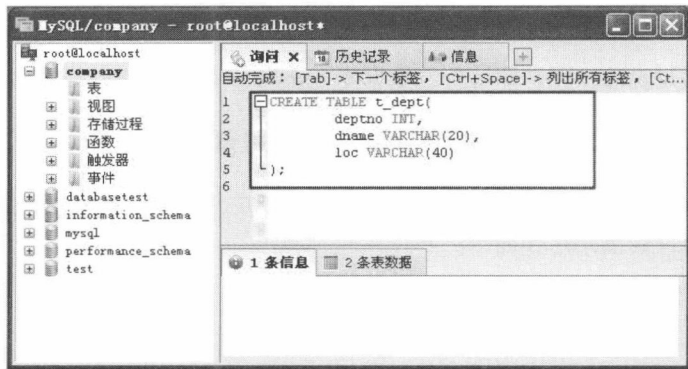 MySQL/company - root@localhost*
root@localhost
company
表
视图
存储过程
函数
触发器
事件
databasetest
information_schema
mysql
performance_schema
test
询问 历史记录 信息
自动完成: [Tab]-> 下一个标签, [Ctrl+Space]-> 列出所有标签, [Ct...
1 CREATE TABLE t_dept(
2 deptno INT,
3 dname VARCHAR(20),
4 loc VARCHAR(40)
5 );
6
1 条信息 2 条表数据